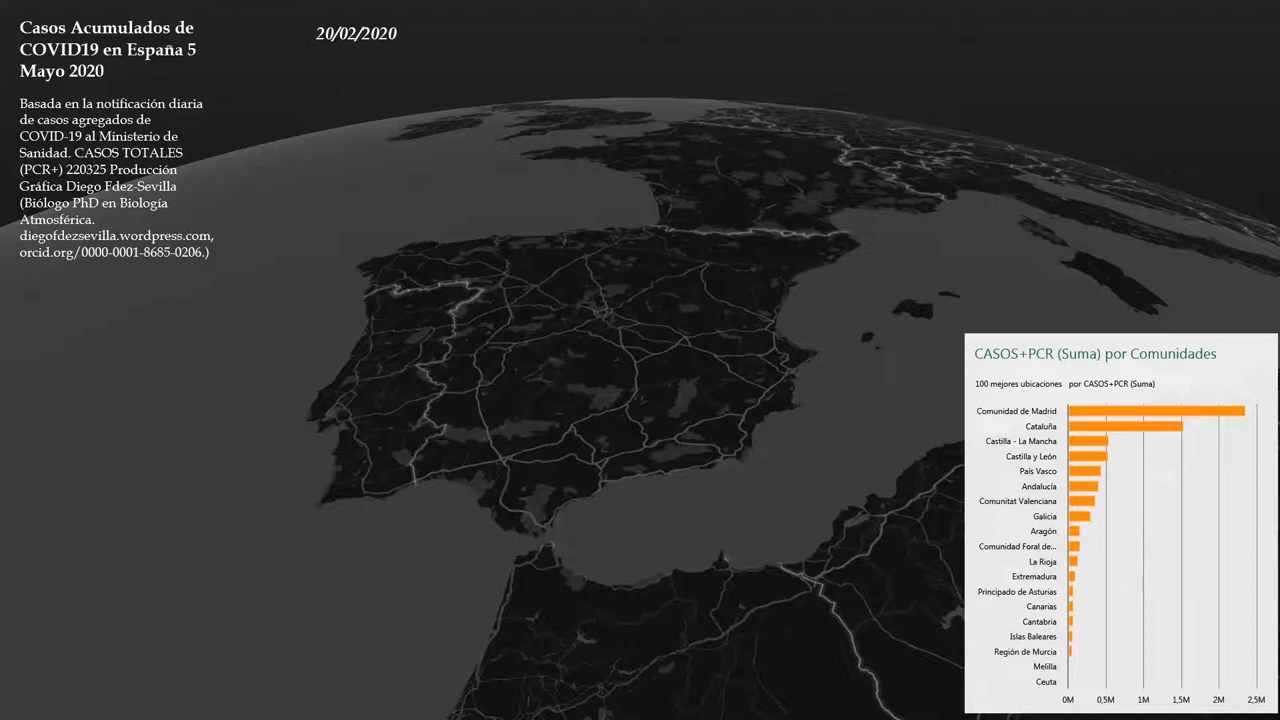 Casos Acumulados de
COVID19 en España 5
Mayo 2020
20/02/2020
Basada en la notificación diaria
de casos agregados de
COVID-19 al Ministerio de
Sanidad. CASOS TOTALES
(PCR+) 220325 Producción
Gráfica Diego Fdez-Sevilla
(Biólogo PhD en Biología
Atmosférica.
diegofdezsevilla.wordpress.com,
orcid.org/0000-0001-8685-0206.)
CASOS+PCR (Suma) por Comunidades
100 mejores ubicaciones por CASOS+PCR (Suma)
Comunidad de Madrid
Cataluña
Castilla - La Mancha
Castilla y León
País Vasco
Andalucía
Comunitat Valenciana
Galicia
Aragón
Comunidad Foral de...
La Rioja
Extremadura
Principado de Asturias
Canarias
Cantabria
Islas Baleares
Región de Murcia
Melilla
Ceuta
0M 0,5M 1M 1,5M 2M 2,5M